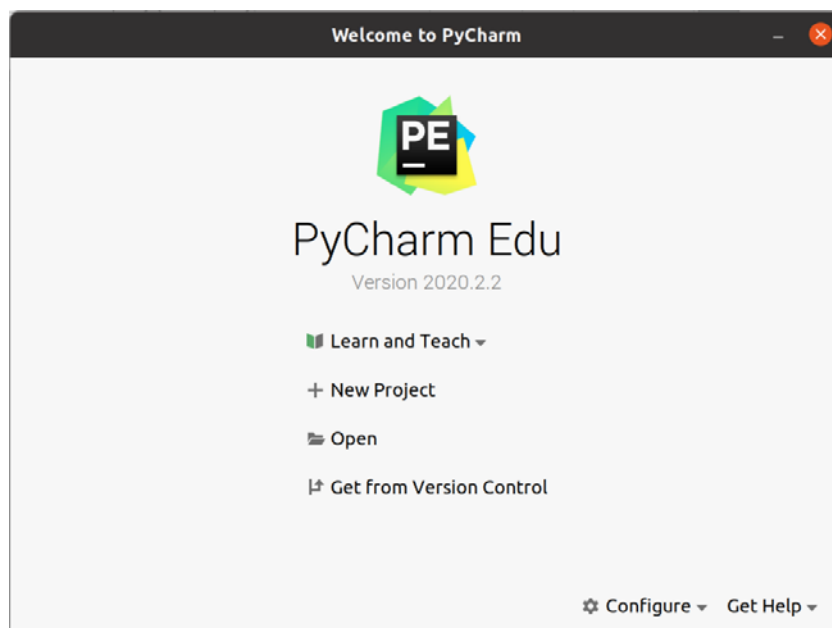 Welcome to PyCharm
PE
PyCharm Edu
Version 2020.2.2
Learn and Teach
New Project
Open
Get from Version Control
Configure Get Help